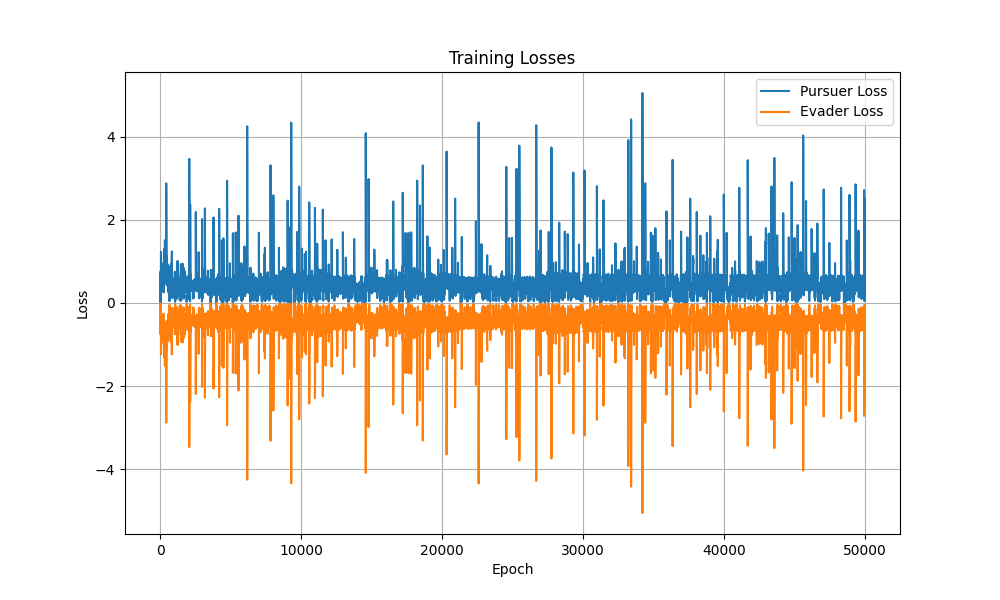 Training Losses
Pursuer Loss
Evader Loss
4
2
0
−2
−4
Loss
0 10000 20000 30000 40000 50000
Epoch